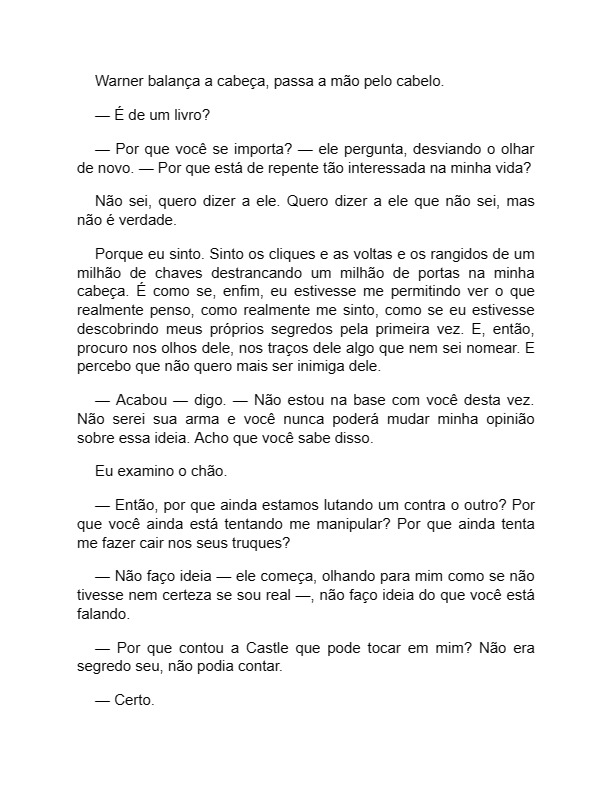 Warner balança a cabeça, passa a mão pelo cabelo.
— É de um livro?
— Por que você se importa? — ele pergunta, desviando o olhar
de novo. — Por que está de repente tão interessada na minha vida?
Não sei, quero dizer a ele. Quero dizer a ele que não sei, mas
não é verdade.
Porque eu sinto. Sinto os cliques e as voltas e os rangidos de um
milhão de chaves destrancando um milhão de portas na minha
cabeça. É como se, enfim, eu estivesse me permitindo ver o que
realmente penso, como realmente me sinto, como se eu estivesse
descobrindo meus próprios segredos pela primeira vez. E, então,
procuro nos olhos dele, nos traços dele algo que nem sei nomear. E
percebo que não quero mais ser inimiga dele.
— Acabou — digo. — Não estou na base com você desta vez.
Não serei sua arma e você nunca poderá mudar minha opinião
sobre essa ideia. Acho que você sabe disso.
Eu examino o chão.
— Então, por que ainda estamos lutando um contra o outro? Por
que você ainda está tentando me manipular? Por que ainda tenta
me fazer cair nos seus truques?
— Não faço ideia — ele começa, olhando para mim como se não
tivesse nem certeza se sou real —, não faço ideia do que você está
falando.
— Por que contou a Castle que pode tocar em mim? Não era
segredo seu, não podia contar.
— Certo.